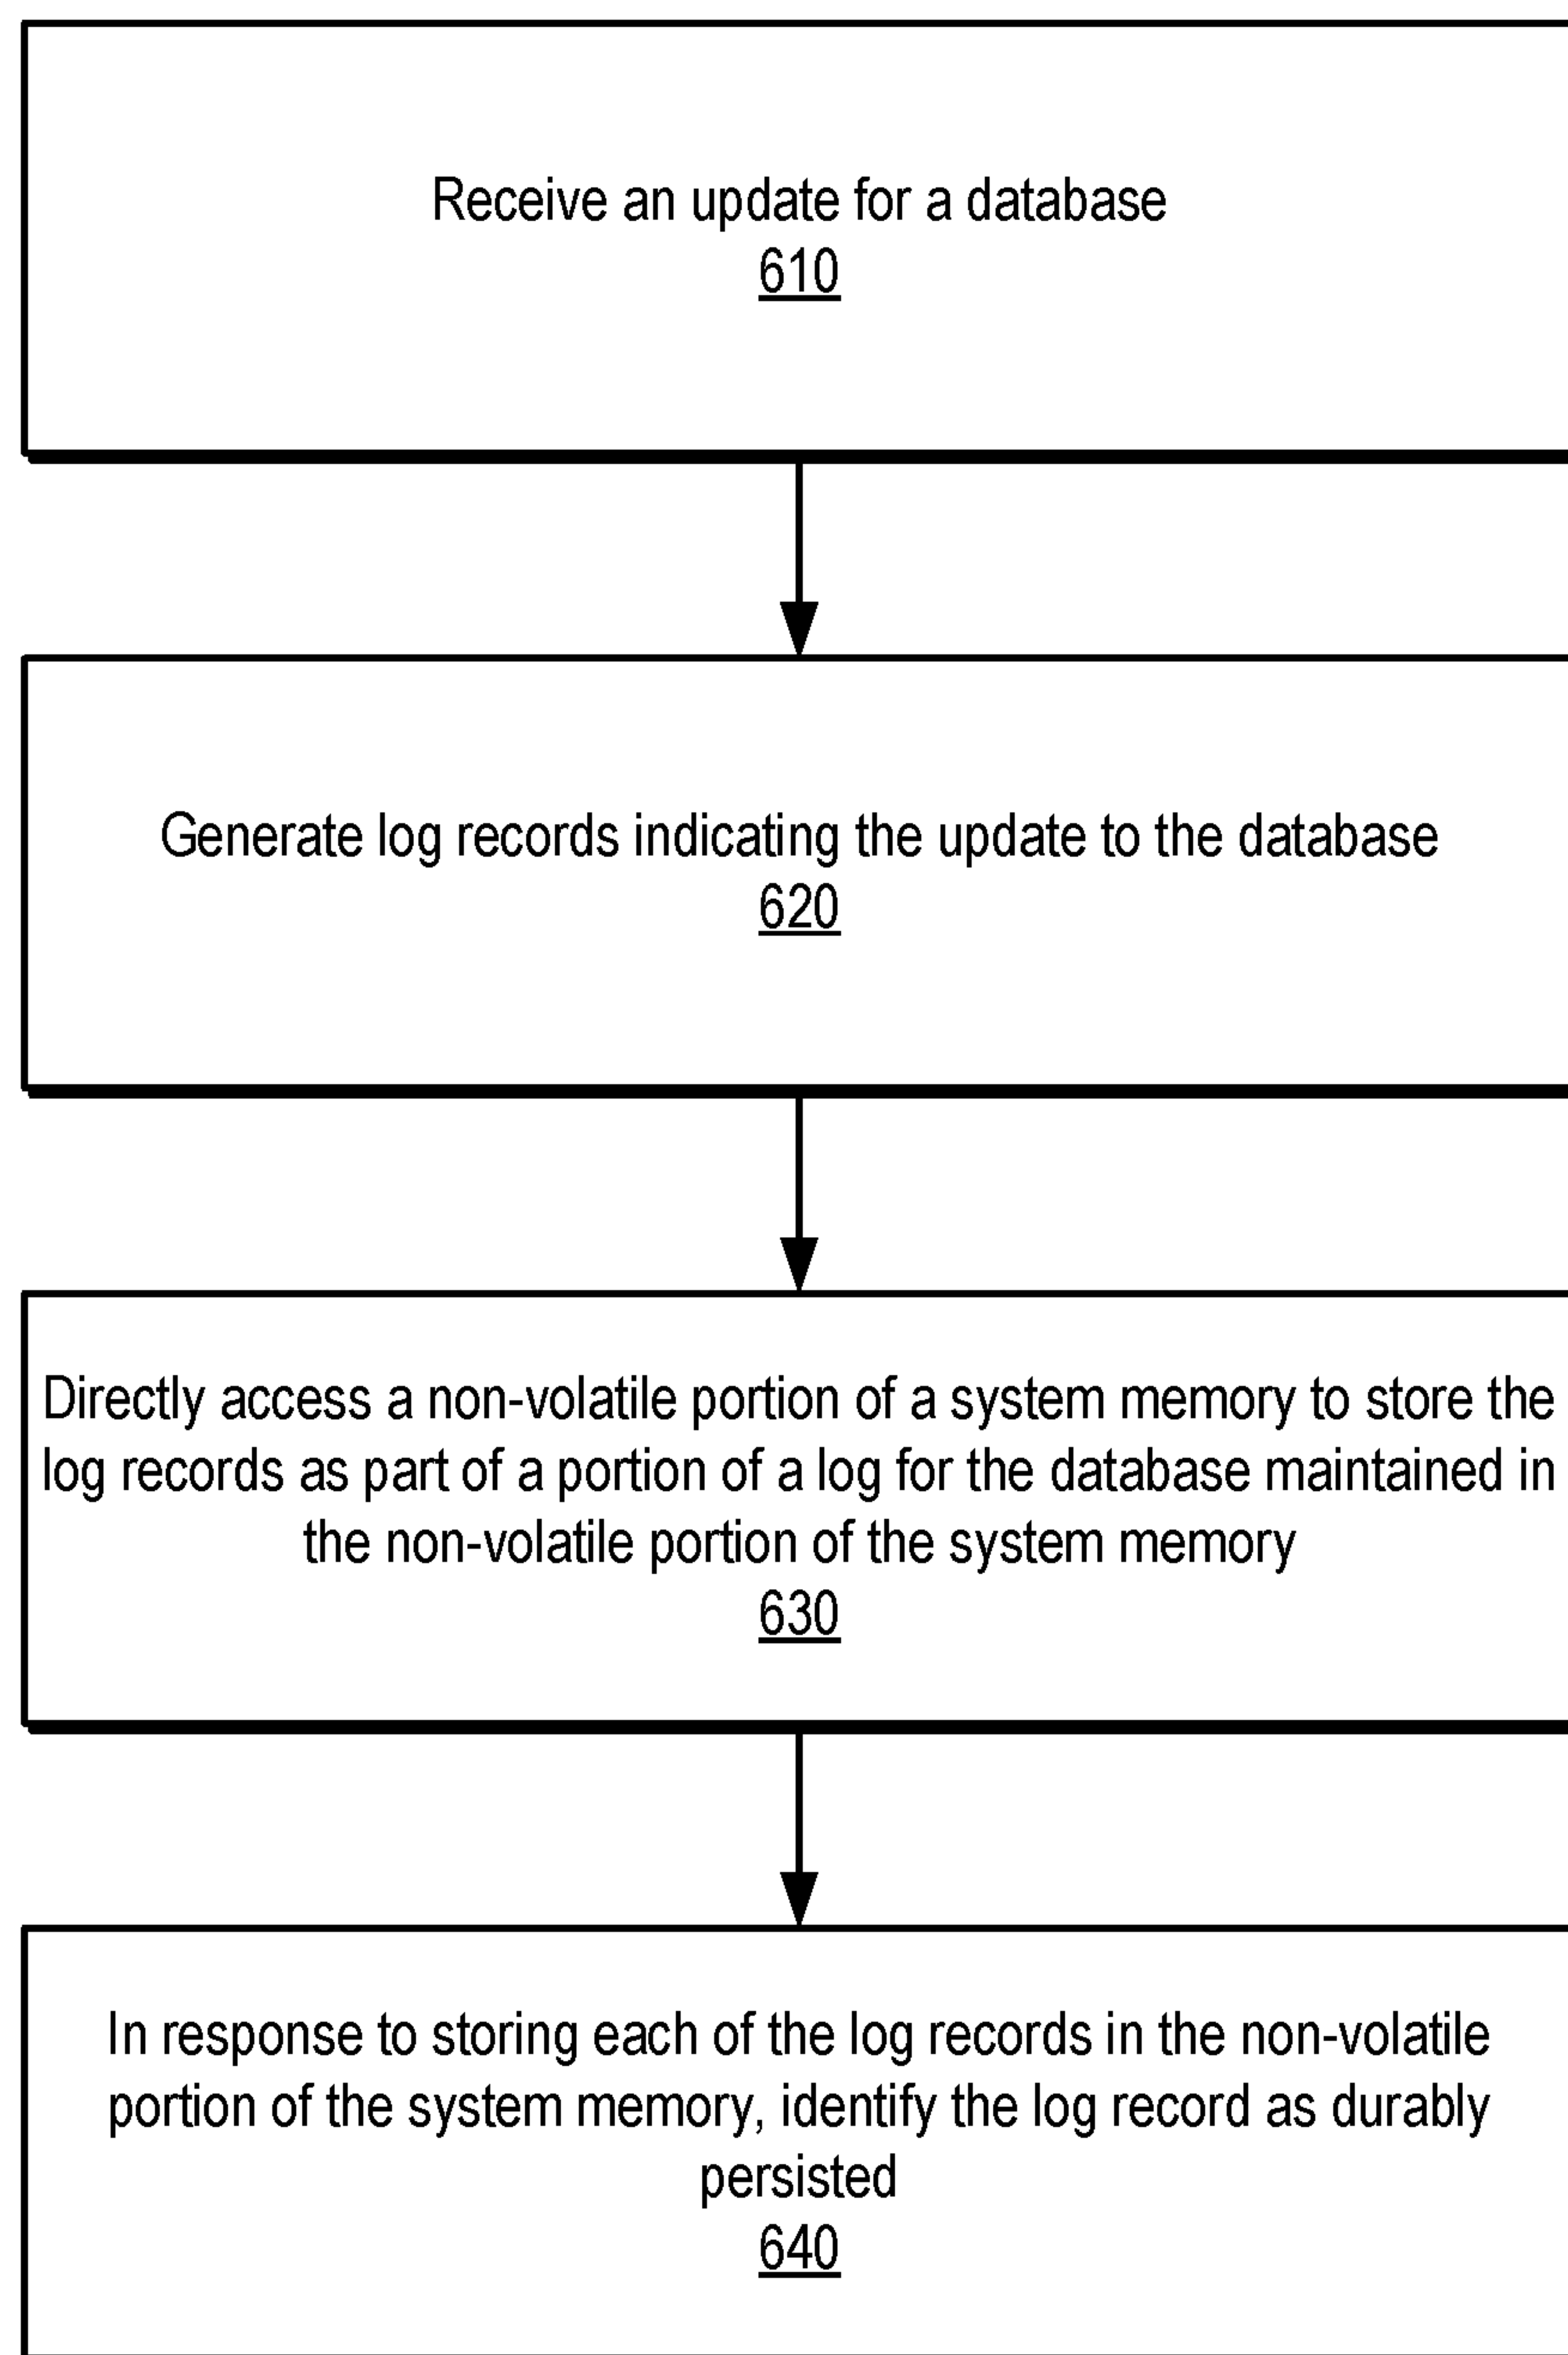 Receive an update for a database
610
Generate log records indicating the update to the database
620
Directly access a non-volatile portion of a system memory to store the
log records as part of a portion of a log for the database maintained in
the non-volatile portion of the system memory
630
In response to storing each of the log records in the non-volatile
portion of the system memory, identify the log record as durably
persisted
640